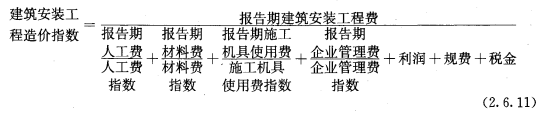 建筑安装工
程造价指数
=
报告期建筑安装工程费
报告期 报告期 报告期施工 报告期
人工费 + 材料费 + 机具使用费 + 企业管理费 + 利润 + 规费 + 税金
人工费 材料费 施工机具 企业管理费
指数 指数 使用费指数 指数
(2.6.11)